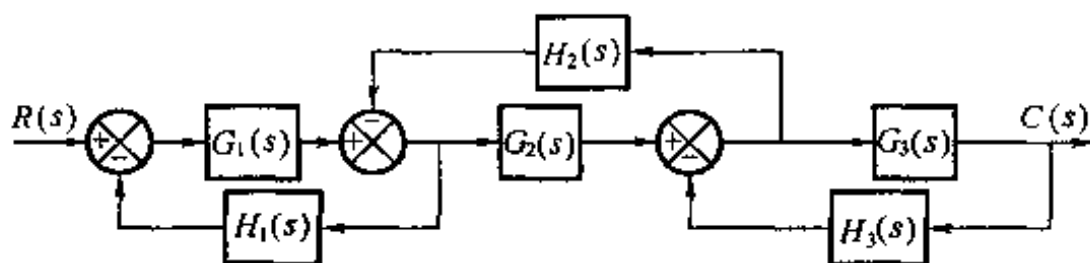 H₂(s)
R(s)
+
−
G₁(s)
−
+
G₂(s)
+
−
G₃(s)
C(s)
H₁(s)
H₃(s)